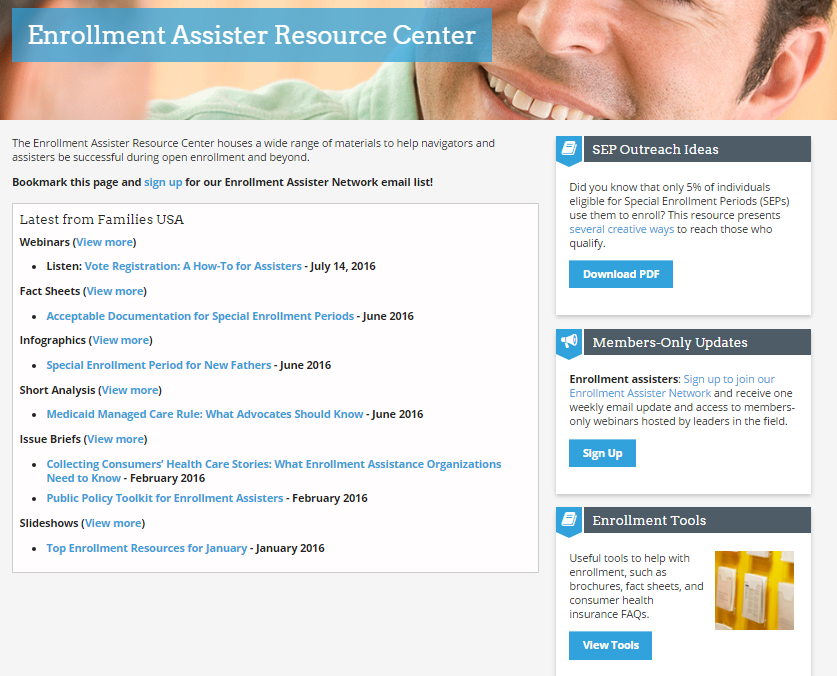 Enrollment Assister Resource Center
The Enrollment Assister Resource Center houses a wide range of materials to help navigators and
assisters be successful during open enrollment and beyond.
Bookmark this page and sign up for our Enrollment Assister Network email list!
Latest from Families USA
Webinars (View more)
• Listen: Vote Registration: A How-To for Assisters - July 14, 2016
Fact Sheets (View more)
• Acceptable Documentation for Special Enrollment Periods - June 2016
Infographics (View more)
• Special Enrollment Period for New Fathers - June 2016
Short Analysis (View more)
• Medicaid Managed Care Rule: What Advocates Should Know - June 2016
Issue Briefs (View more)
• Collecting Consumers' Health Care Stories: What Enrollment Assistance Organizations
Need to Know - February 2016
• Public Policy Toolkit for Enrollment Assisters - February 2016
Slideshows (View more)
• Top Enrollment Resources for January - January 2016
SEP Outreach Ideas
Did you know that only 5% of individuals
eligible for Special Enrollment Periods (SEPs)
use them to enroll? This resource presents
several creative ways to reach those who
qualify.
Download PDF
Members-Only Updates
Enrollment assisters: Sign up to join our
Enrollment Assister Network and receive one
weekly email update and access to members-
only webinars hosted by leaders in the field.
Sign Up
Enrollment Tools
Useful tools to help with
enrollment, such as
brochures, fact sheets, and
consumer health
insurance FAQs.
View Tools